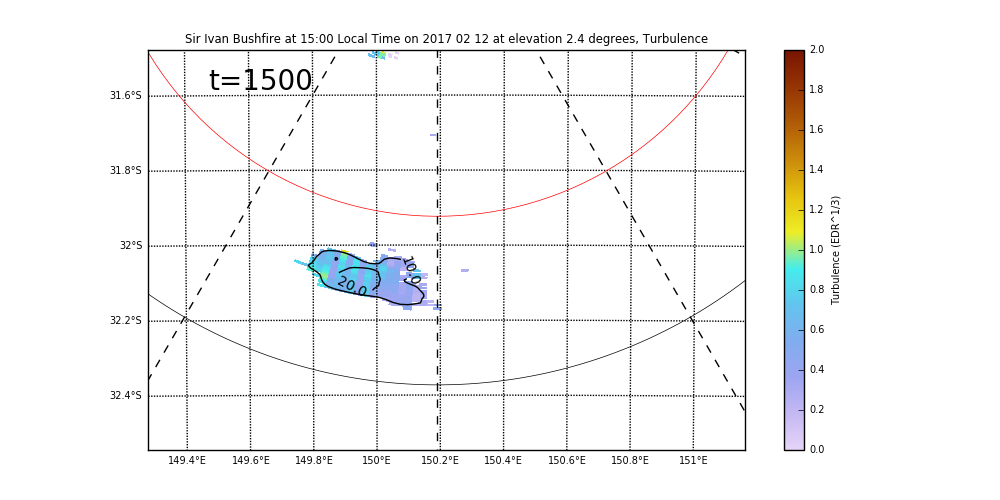 Sir Ivan Bushfire at 15:00 Local Time on 2017 02 12 at elevation 2.4 degrees, Turbulence
t=1500
31.6°S
31.8°S
32°S
32.2°S
32.4°S
149.4°E
149.6°E
149.8°E
150°E
150.2°E
150.4°E
150.6°E
150.8°E
151°E
10.0
20.0
2.0
1.8
1.6
1.4
1.2
1.0
0.8
0.6
0.4
0.2
0.0
Turbulence (EDR^1/3)